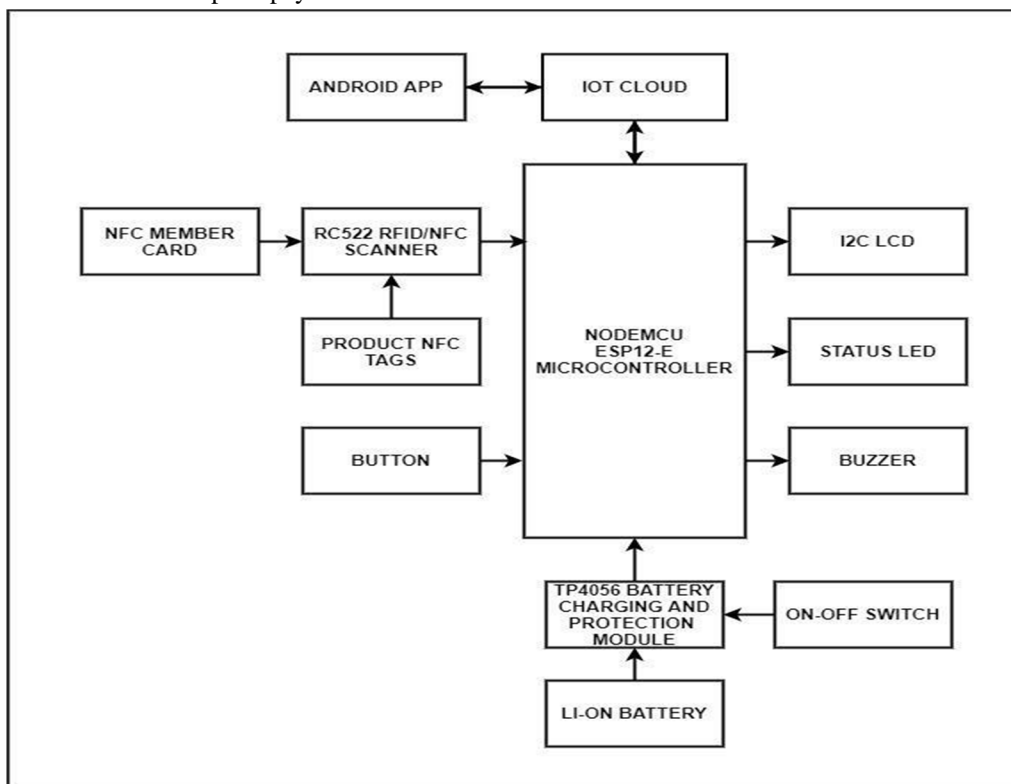 ANDROID APP
IOT CLOUD
NFC MEMBER
CARD
RC522 RFID/NFC
SCANNER
I2C LCD
PRODUCT NFC
TAGS
NODEMCU
ESP12-E
MICROCONTROLLER
STATUS LED
BUTTON
BUZZER
TP4056 BATTERY
CHARGING AND
PROTECTION
MODULE
ON-OFF SWITCH
LI-ON BATTERY